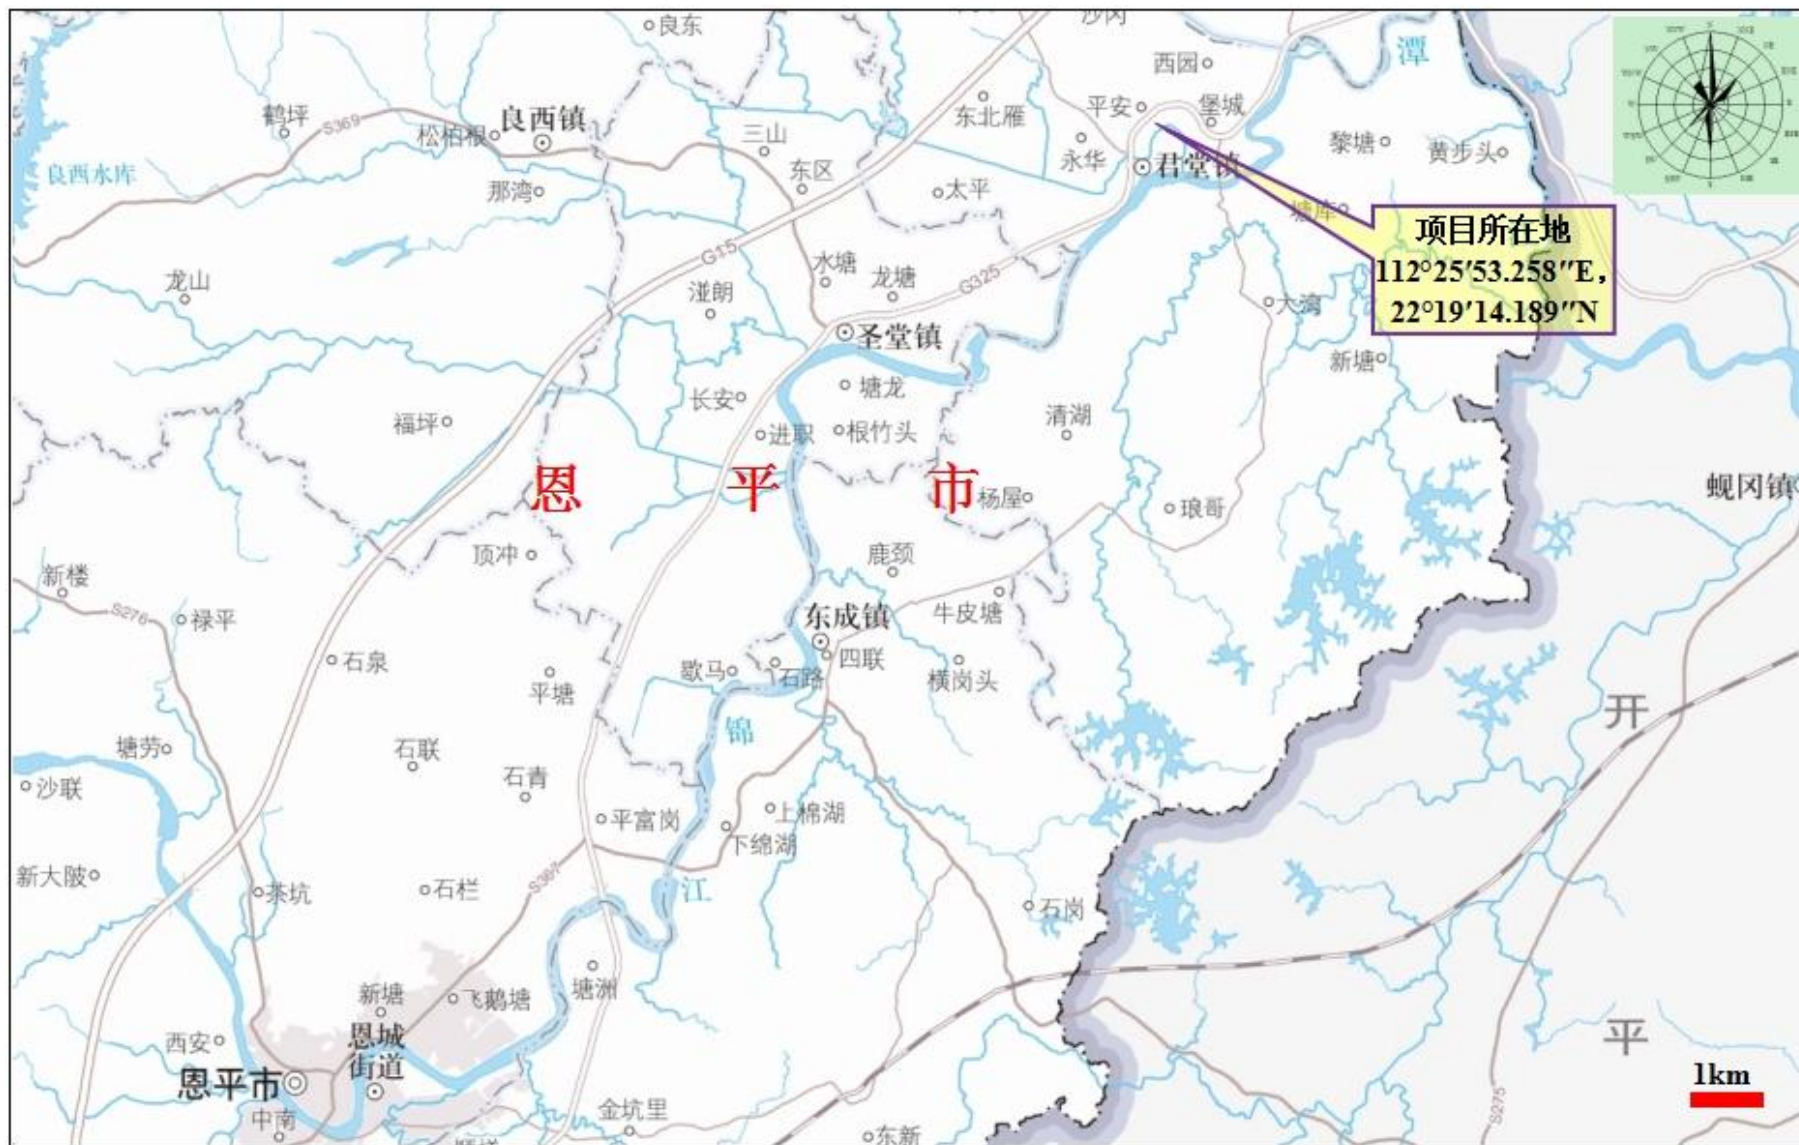 良东
沙冈
潭
西园
鹤坪
S369
松柏根
良西镇
三山
东北雁
平安
堡城
良西水库
那湾
东区
太平
永华
君堂镇
黎塘
黄步头
塘库
项目所在地
112°25′53.258″E,
22°19′14.189″N
龙山
G15
水塘
龙塘
G325
湴朗
大湾
圣堂镇
新塘
长安
塘龙
福坪
进职
根竹头
清湖
恩 平 市
杨屋
琅哥
蚬冈镇
顶冲
鹿颈
新楼
S276
禄平
东成镇
牛皮塘
石泉
歇马
石路
四联
横岗头
平塘
锦
开
塘劳
石联
沙联
石青
平富岗
上棉湖
下绵湖
新大陂
S367
江
茶坑
石栏
石岗
新塘
飞鹅塘
塘洲
西安
恩城
街道
平
恩平市
1km
中南
金坑里
S275
东新